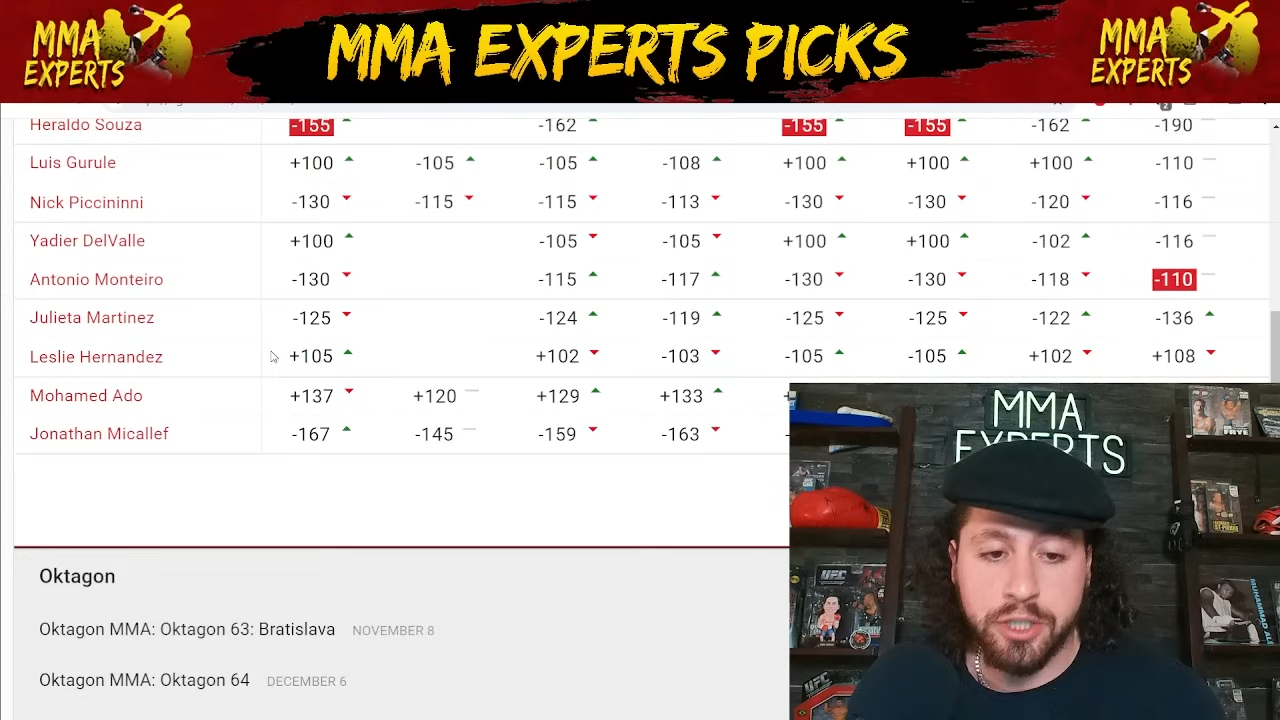 MMA EXPERTS
MMA EXPERTS PICKS
MMA EXPERTS
Heraldo Souza -155 -162 -155 -155 -162 -190
Luis Gurule +100 -105 -105 -108 +100 +100 +100 -110
Nick Piccininni -130 -115 -115 -113 -130 -130 -120 -116
Yadier DelValle +100 -105 -105 +100 +100 -102 -116
Antonio Monteiro -130 -115 -117 -130 -130 -118 -110
Julieta Martinez -125 -124 -119 -125 -125 -122 -136
Leslie Hernandez +105 +102 -103 -105 -105 +102 +108
Mohamed Ado +137 +120 +129 +133
Jonathan Micallef -167 -145 -159 -163
Oktagon
Oktagon MMA: Oktagon 63: Bratislava NOVEMBER 8
Oktagon MMA: Oktagon 64 DECEMBER 6
MMA
EXPERTS
UFC
UFC
MUHAMMAD ALI